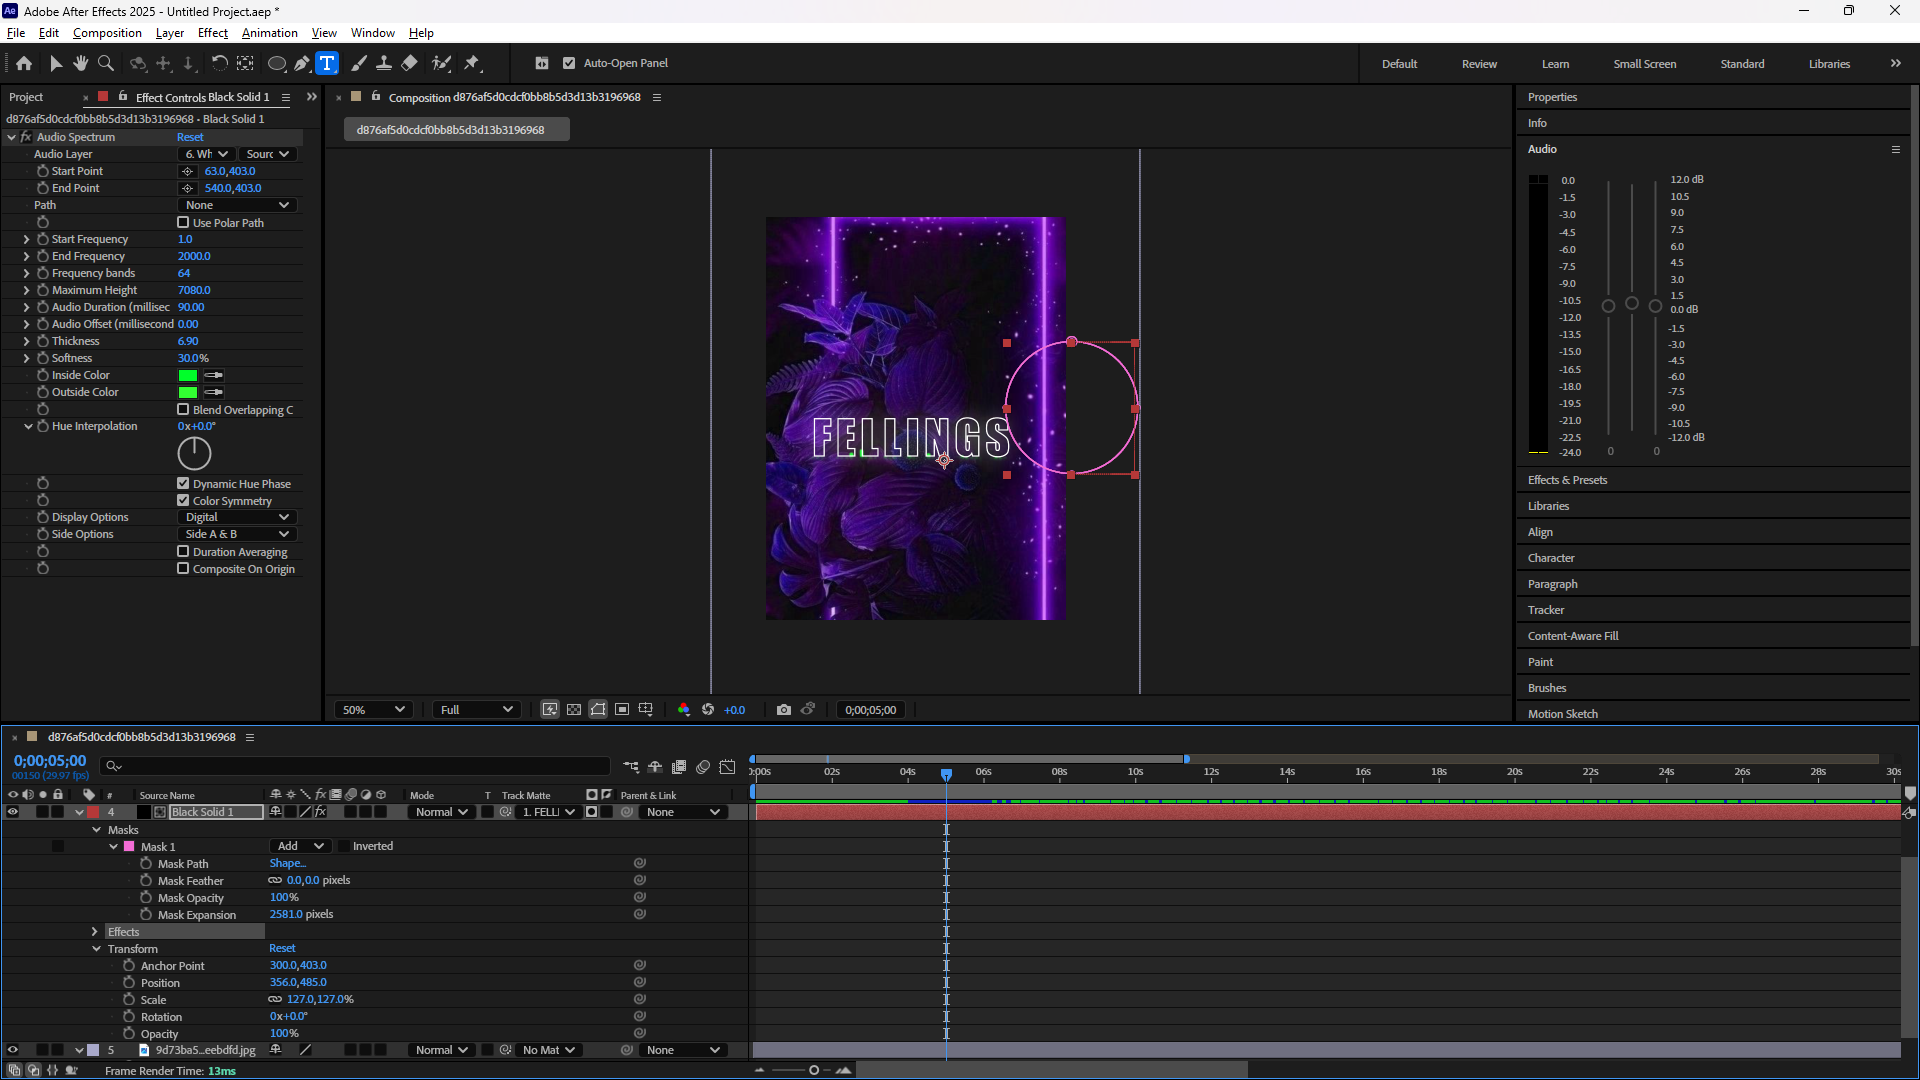 Adobe After Effects 2025 - Untitled Project.aep *
File Edit Composition Layer Effect Animation View Window Help
Auto-Open Panel
Default Review Learn Small Screen Standard Libraries
Project
Effect Controls Black Solid 1
d876af5d0cdcf0bb8b5d3d13b3196968 - Black Solid 1
Audio Spectrum Reset
Audio Layer 6. Wh Sourc
Start Point 63.0,403.0
End Point 540.0,403.0
Path None
Use Polar Path
Start Frequency 1.0
End Frequency 2000.0
Frequency bands 64
Maximum Height 7080.0
Audio Duration (millisec 90.00
Audio Offset (millisecond 0.00
Thickness 6.90
Softness 30.0%
Inside Color
Outside Color
Blend Overlapping C
Hue Interpolation 0x+0.0°
Dynamic Hue Phase
Color Symmetry
Display Options Digital
Side Options Side A & B
Duration Averaging
Composite On Origin
Composition d876af5d0cdcf0bb8b5d3d13b3196968
d876af5d0cdcf0bb8b5d3d13b3196968
FELLINGS
50% Full +0.0 0;00;05;00
Properties
Info
Audio
0.0 12.0 dB
-1.5 10.5
-3.0 9.0
-4.5 7.5
-6.0 6.0
-7.5 4.5
-9.0 3.0
-10.5 1.5
-12.0 0.0 dB
-13.5 -1.5
-15.0 -3.0
-16.5 -4.5
-18.0 -6.0
-19.5 -7.5
-21.0 -9.0
-22.5 -10.5
-24.0 -12.0 dB
0 0
Effects & Presets
Libraries
Align
Character
Paragraph
Tracker
Content-Aware Fill
Paint
Brushes
Motion Sketch
d876af5d0cdcf0bb8b5d3d13b3196968
0;00;05;00
00150 (29.97 fps)
0:00s 02s 04s 06s 08s 10s 12s 14s 16s 18s 20s 22s 24s 26s 28s 30s
# Source Name Mode T Track Matte Parent & Link
4 Black Solid 1 Normal 1. FELLI None
Masks
Mask 1 Add Inverted
Mask Path Shape...
Mask Feather 0.0,0.0 pixels
Mask Opacity 100%
Mask Expansion 2581.0 pixels
Effects
Transform Reset
Anchor Point 300.0,403.0
Position 356.0,485.0
Scale 127.0,127.0%
Rotation 0x+0.0°
Opacity 100%
5 9d73ba5...eebdfd.jpg Normal No Mat None
Frame Render Time: 13ms